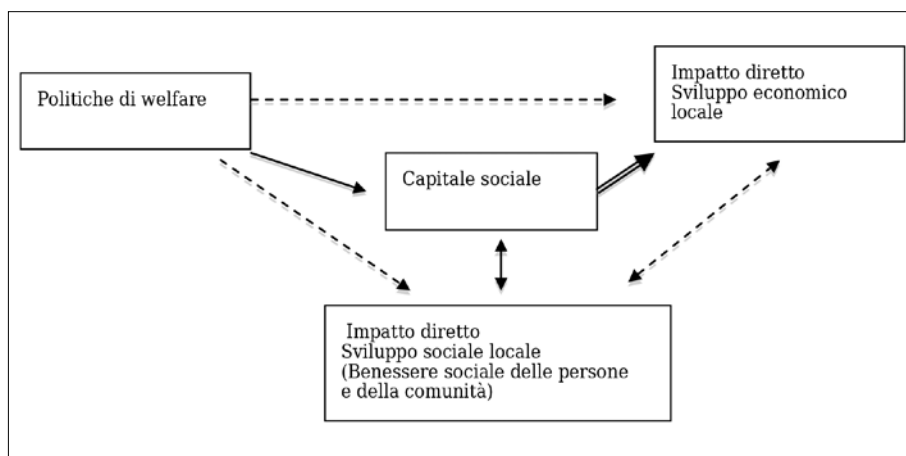 Politiche di welfare
Impatto diretto
Sviluppo economico
locale
Capitale sociale
Impatto diretto
Sviluppo sociale locale
(Benessere sociale delle persone
e della comunità)